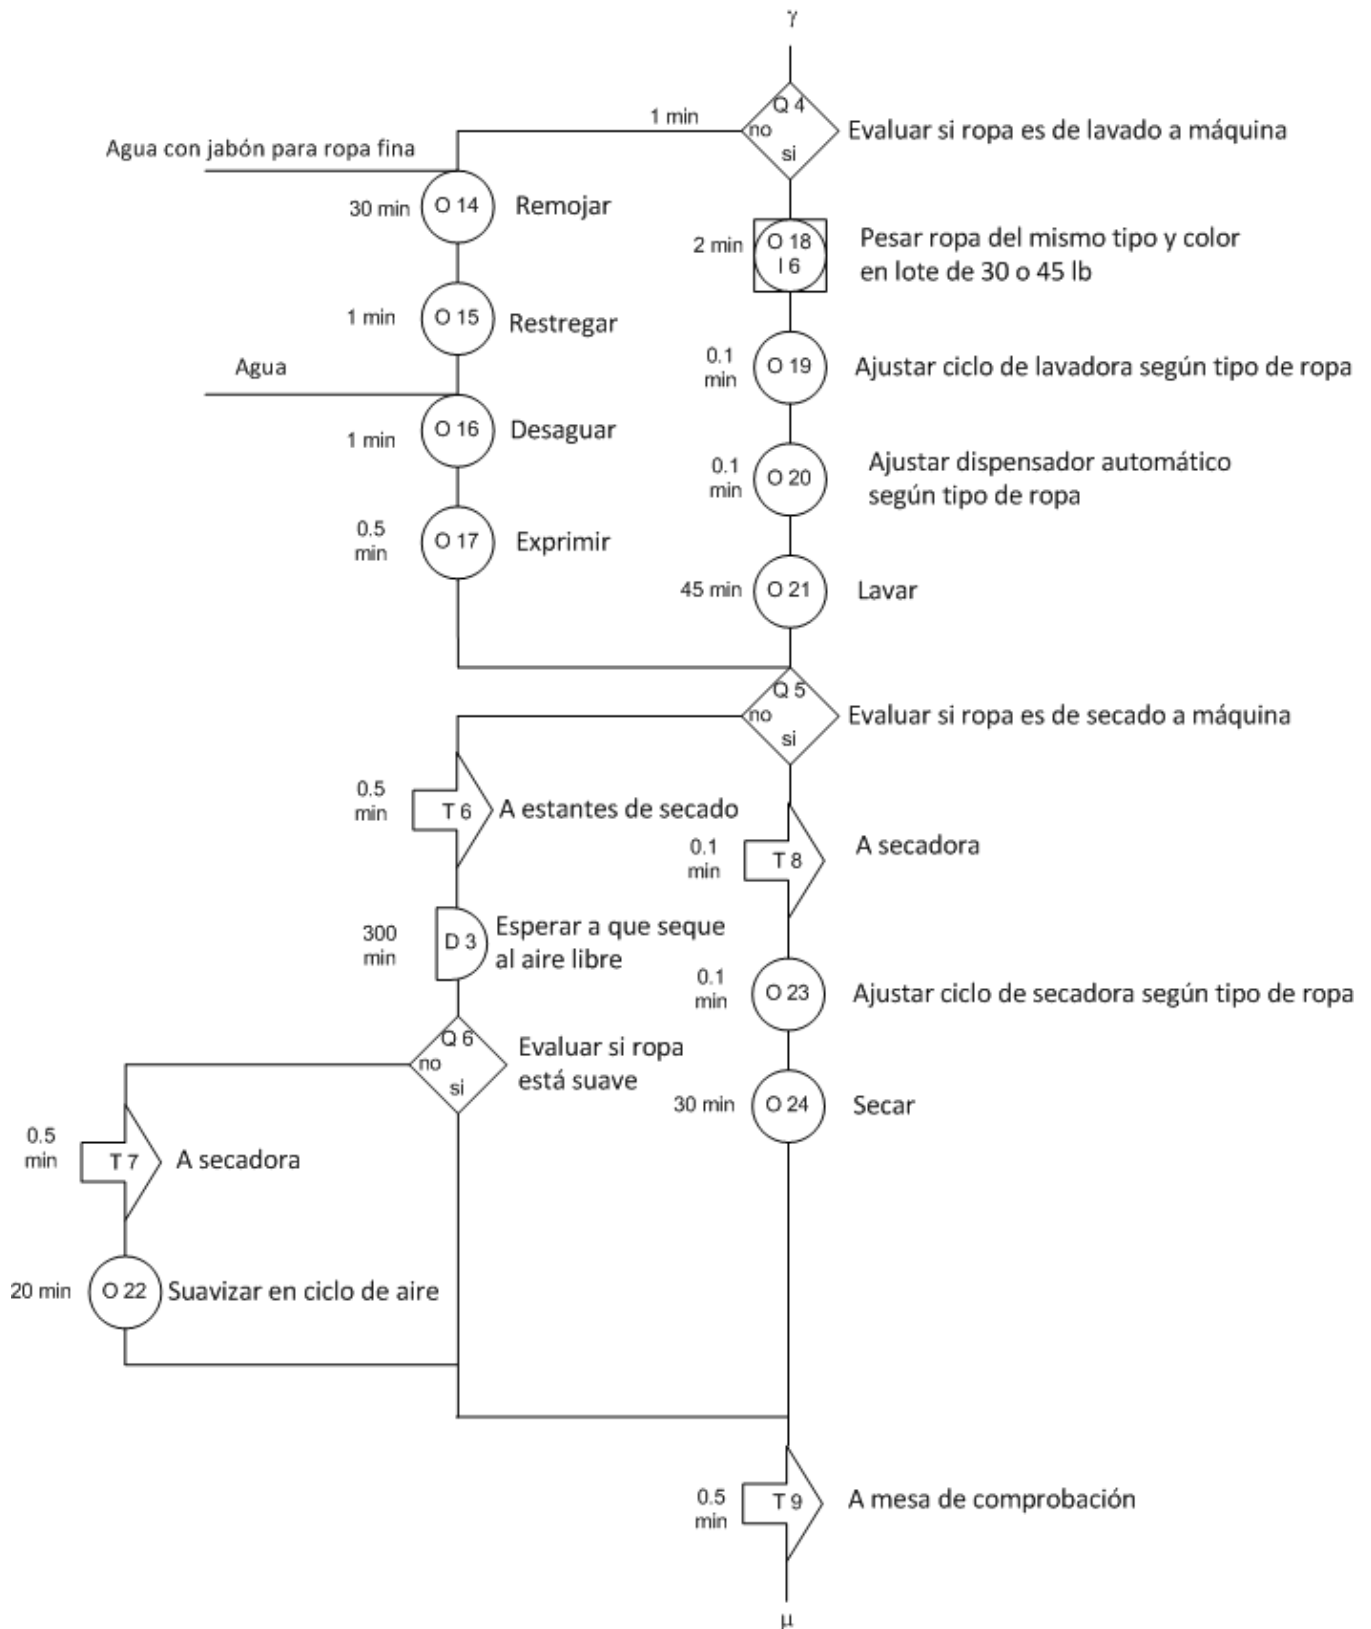 γ
Q 4
no
si
1 min
Evaluar si ropa es de lavado a máquina
Agua con jabón para ropa fina
30 min
O 14
Remojar
2 min
O 18
I 6
Pesar ropa del mismo tipo y color
en lote de 30 o 45 lb
1 min
O 15
Restregar
0.1
min
O 19
Ajustar ciclo de lavadora según tipo de ropa
Agua
1 min
O 16
Desaguar
0.1
min
O 20
Ajustar dispensador automático
según tipo de ropa
0.5
min
O 17
Exprimir
45 min
O 21
Lavar
Q 5
no
si
Evaluar si ropa es de secado a máquina
0.5
min
T 6
A estantes de secado
0.1
min
T 8
A secadora
300
min
D 3
Esperar a que seque
al aire libre
0.1
min
O 23
Ajustar ciclo de secadora según tipo de ropa
Q 6
no
si
Evaluar si ropa
está suave
30 min
O 24
Secar
0.5
min
T 7
A secadora
20 min
O 22
Suavizar en ciclo de aire
0.5
min
T 9
A mesa de comprobación
μ